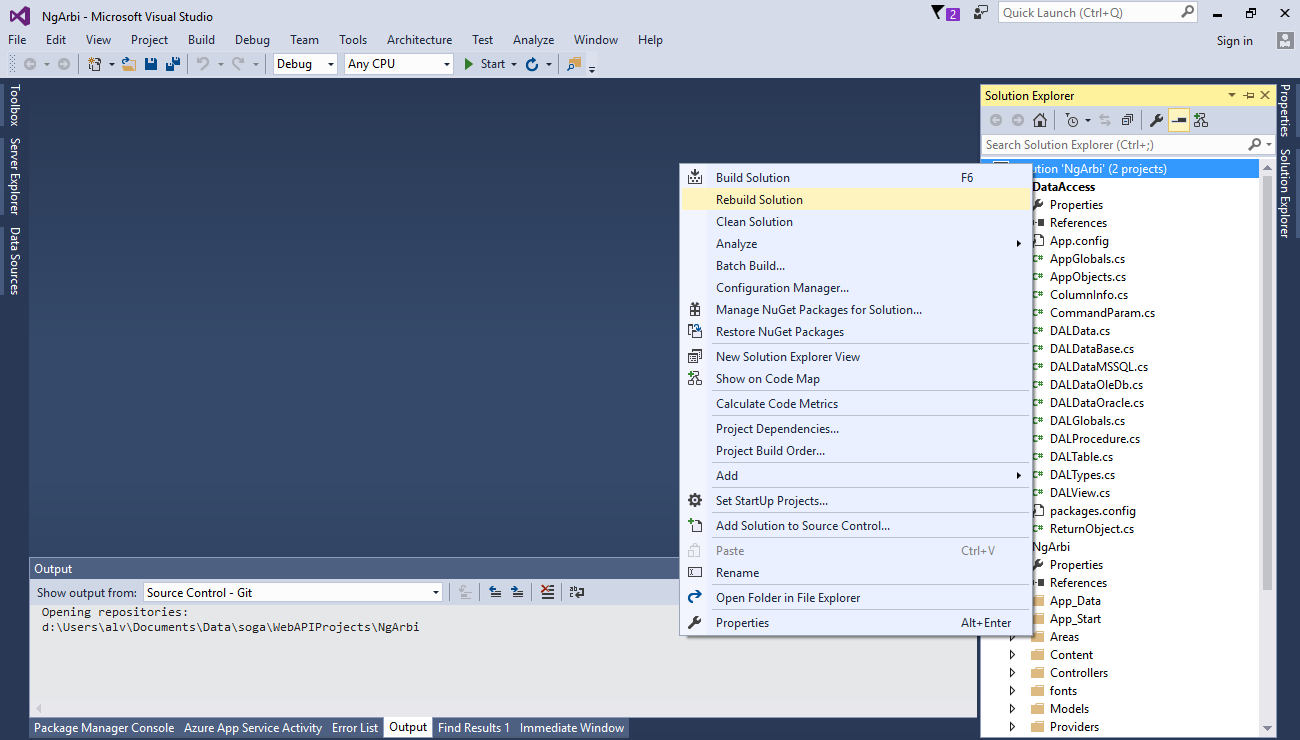 NgArbi - Microsoft Visual Studio
2
Quick Launch (Ctrl+Q)
File Edit View Project Build Debug Team Tools Architecture Test Analyze Window Help
Sign in
Debug Any CPU Start
Toolbox
Server Explorer
Data Sources
Solution Explorer
Search Solution Explorer (Ctrl+;)
ution 'NgArbi' (2 projects)
DataAccess
Properties
References
App.config
AppGlobals.cs
AppObjects.cs
ColumnInfo.cs
CommandParam.cs
DALData.cs
DALDataBase.cs
DALDataMSSQL.cs
DALDataOleDb.cs
DALDataOracle.cs
DALGlobals.cs
DALProcedure.cs
DALTable.cs
DALTypes.cs
DALView.cs
packages.config
ReturnObject.cs
NgArbi
Properties
References
App_Data
App_Start
Areas
Content
Controllers
fonts
Models
Providers
Properties
Solution Explorer
Build Solution F6
Rebuild Solution
Clean Solution
Analyze
Batch Build...
Configuration Manager...
Manage NuGet Packages for Solution...
Restore NuGet Packages
New Solution Explorer View
Show on Code Map
Calculate Code Metrics
Project Dependencies...
Project Build Order...
Add
Set StartUp Projects...
Add Solution to Source Control...
Paste Ctrl+V
Rename
Open Folder in File Explorer
Properties Alt+Enter
Output
Show output from: Source Control - Git
Opening repositories:
d:\Users\alv\Documents\Data\soga\WebAPIProjects\NgArbi
Package Manager Console Azure App Service Activity Error List Output Find Results 1 Immediate Window